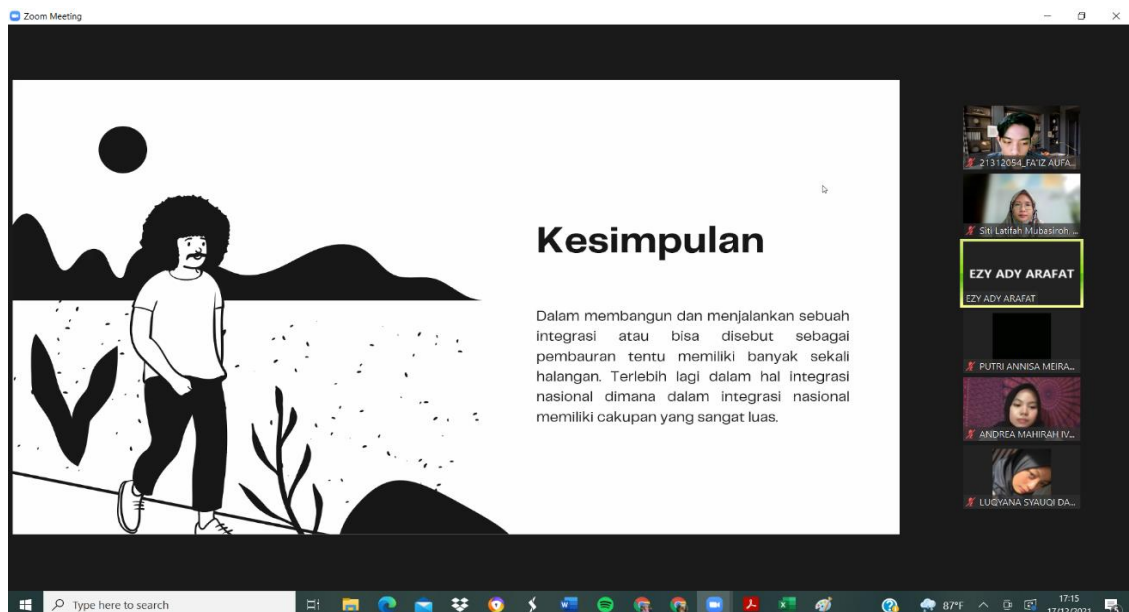 Zoom Meeting
Kesimpulan
Dalam membangun dan menjalankan sebuah
integrasi atau bisa disebut sebagai
pembauran tentu memiliki banyak sekali
halangan. Terlebih lagi dalam hal integrasi
nasional dimana dalam integrasi nasional
memiliki cakupan yang sangat luas.
21312054_FA'IZ AUFA...
Siti Latifah Mubasiroh ...
EZY ADY ARAFAT
EZY ADY ARAFAT
PUTRI ANNISA MEIRA...
ANDREA MAHIRAH IV...
LUQYANA SYAUQI DA...
Type here to search
87°F
17:15
17/12/2021